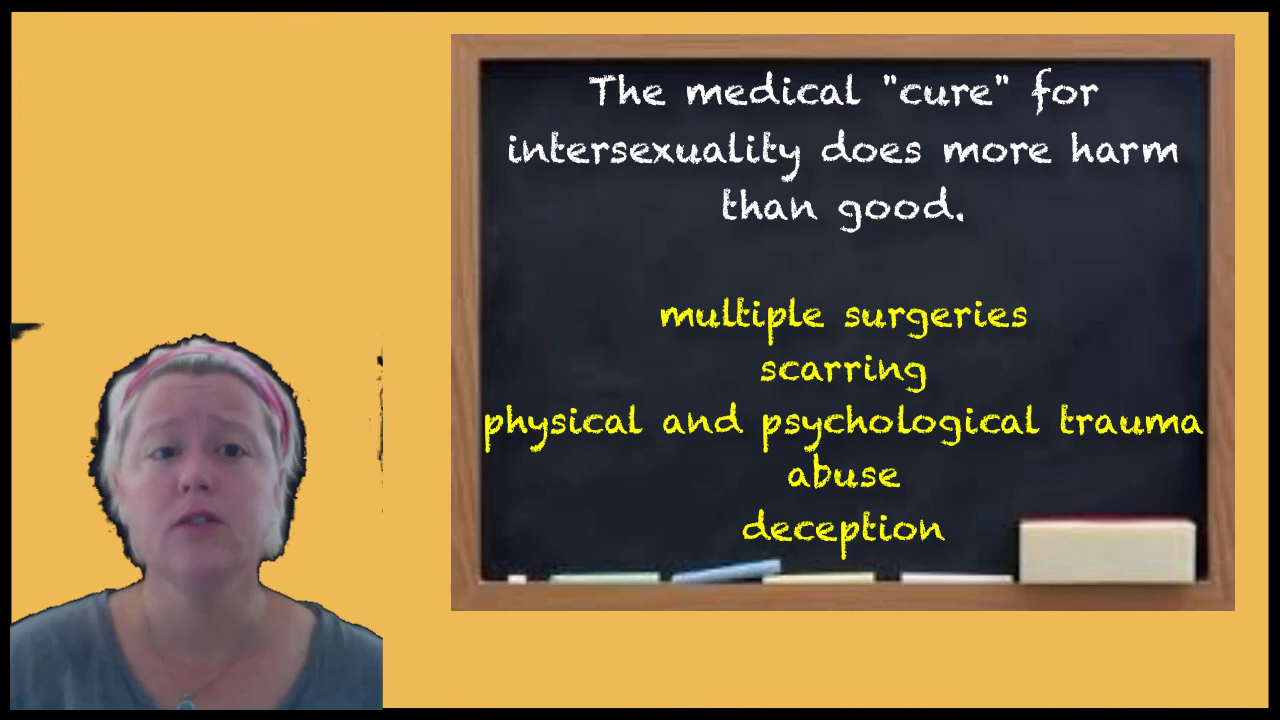 The medical "cure" for
intersexuality does more harm
than good.
multiple surgeries
scarring
physical and psychological trauma
abuse
deception